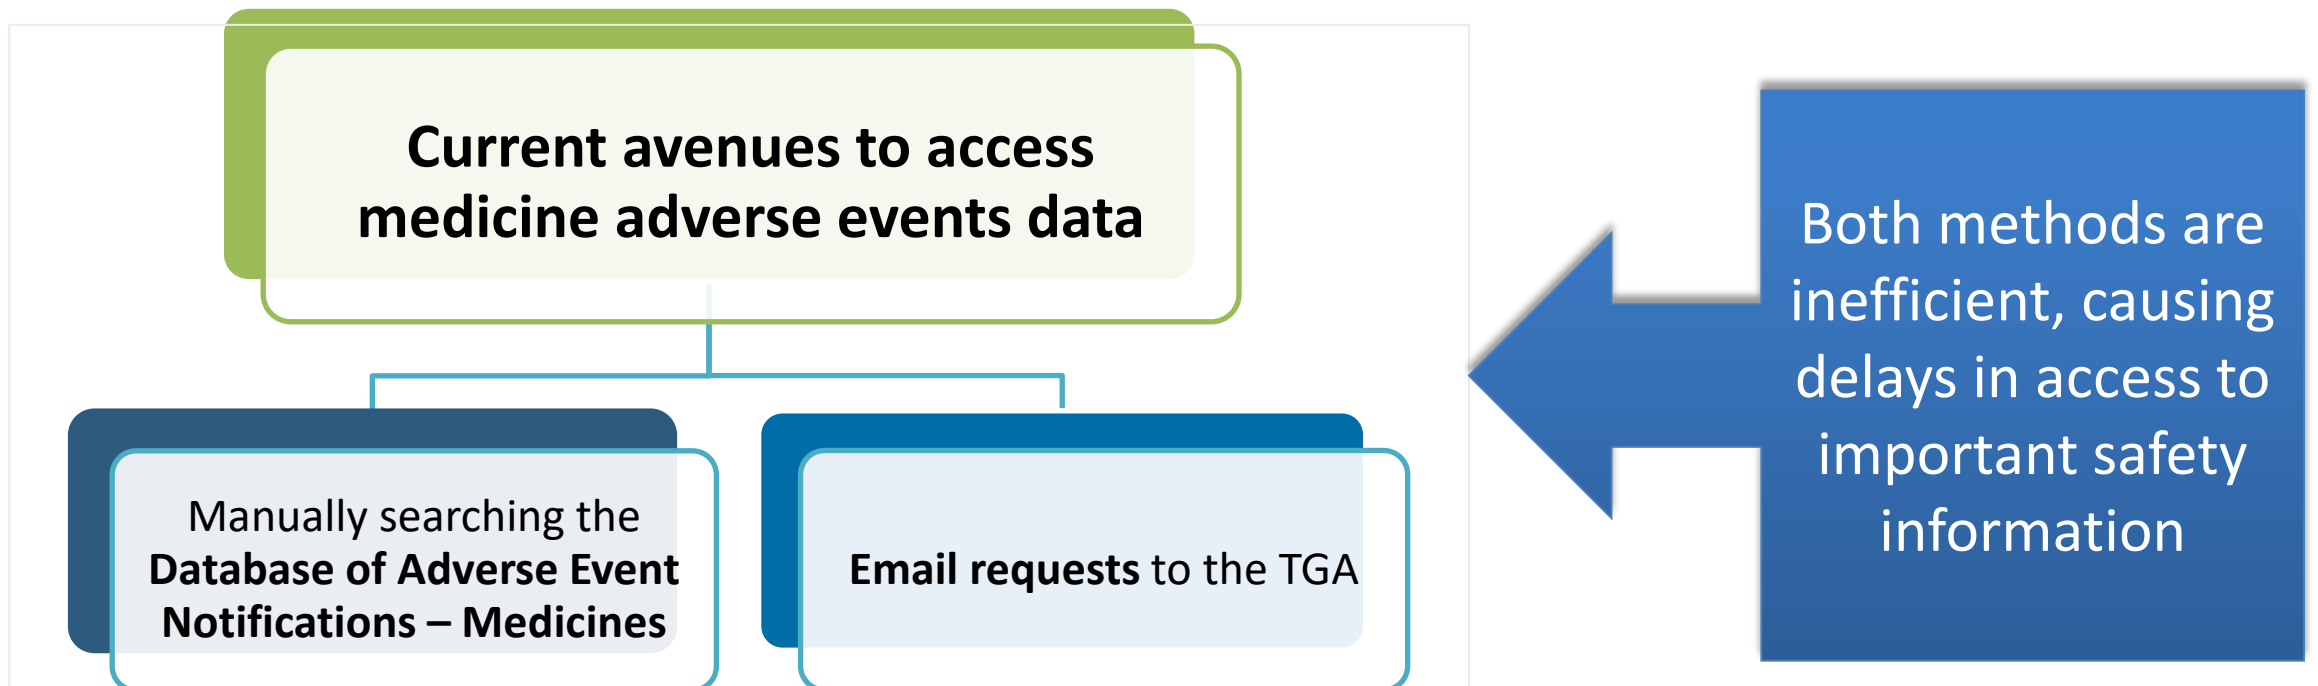 Current avenues to access
medicine adverse events data
Manually searching the
Database of Adverse Event
Notifications – Medicines
Email requests to the TGA
Both methods are
inefficient, causing
delays in access to
important safety
information